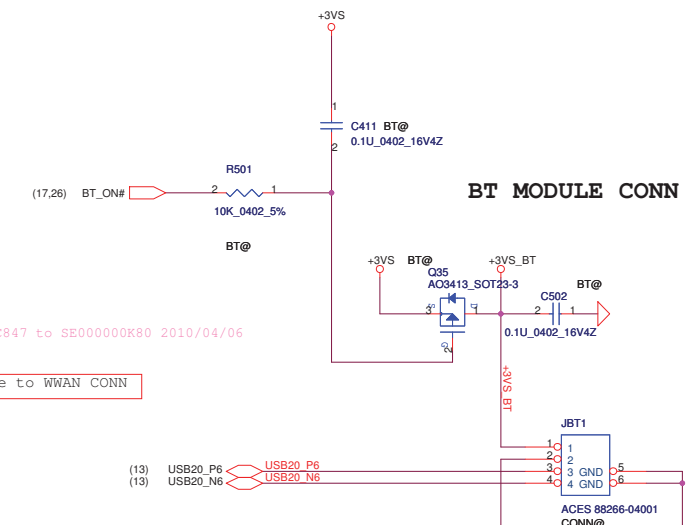 +3VS
1
C411 BT@
0.1U_0402_16V4Z
2
R501
(17,26) BT_ON#
2 1
10K_0402_5%
BT@
BT MODULE CONN
+3VS BT@ +3VS_BT
Q35
AO3413_SOT23-3
BT@
C502
3 S D 1
2 1
0.1U_0402_16V4Z
G 2
847 to SE000000K80 2010/04/06
e to WWAN CONN
+3VS_BT
JBT1
1 1
2 2
(13) USB20_P6 USB20_P6 3 3 GND 5
(13) USB20_N6 USB20_N6 4 4 GND 6
ACES 88266-04001
CONN@